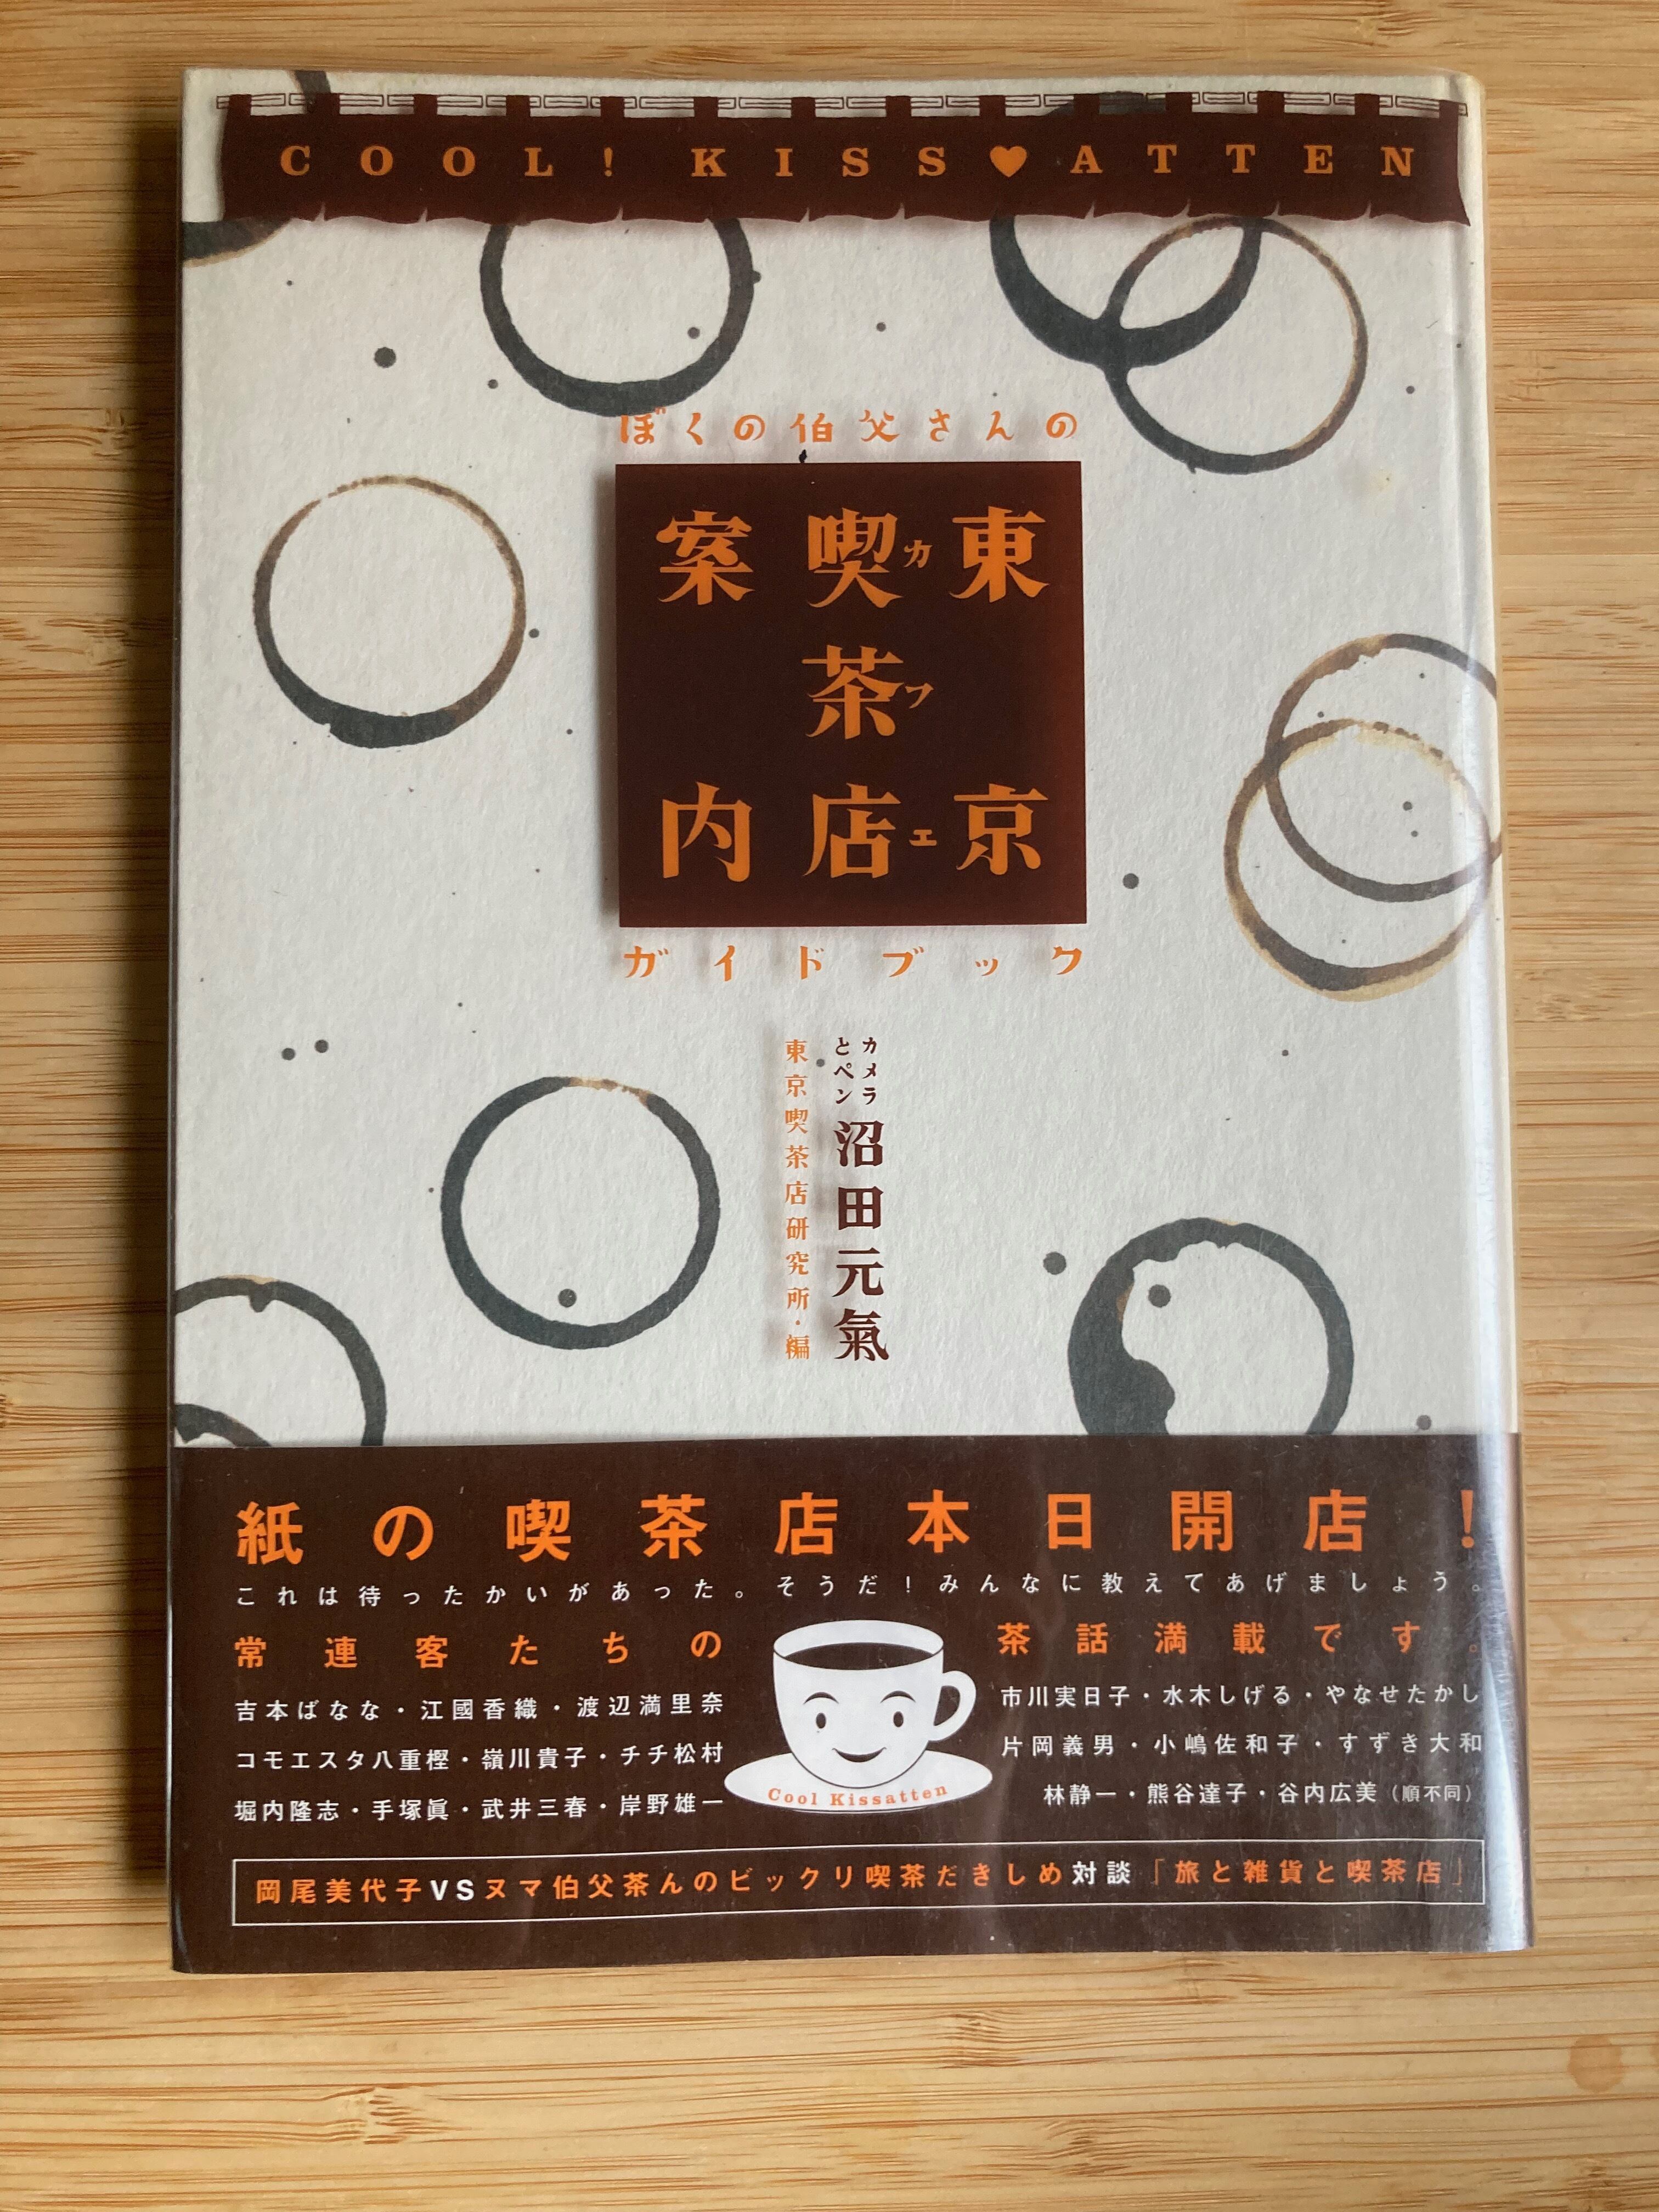 COOL! KISS♥ATTEN
ぼくの伯父さんの
東京
喫茶店
カフェ
案内
ガイドブック
カメラ
とペン
沼田元氣
東京喫茶店研究所・編
紙の喫茶店本日開店!
これは待ったかいがあった。そうだ!みんなに教えてあげましょう。
常連客たちの
茶話満載です。
吉本ばなな・江國香織・渡辺満里奈
コモエスタ八重樫・嶺川貴子・チチ松村
堀内隆志・手塚眞・武井三春・岸野雄一
市川実日子・水木しげる・やなせたかし
片岡義男・小嶋佐和子・すずき大和
林静一・熊谷達子・谷内広美(順不同)
Cool Kissatten
岡尾美代子VSヌマ伯父茶んのビックリ喫茶だきしめ対談「旅と雑貨と喫茶店」